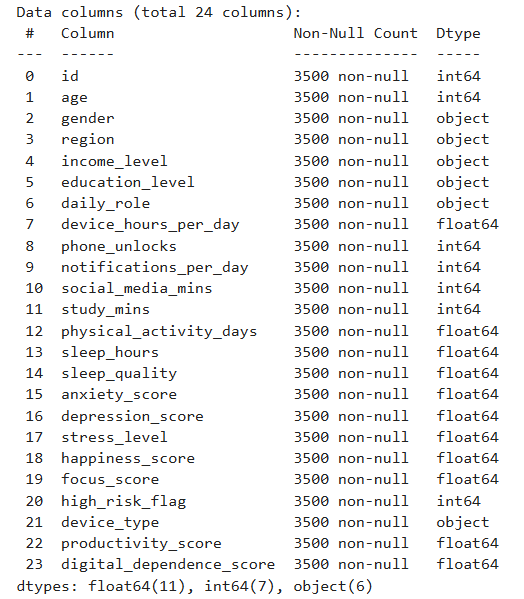 Data columns (total 24 columns):
 #   Column                    Non-Null Count  Dtype
---  ------                    --------------  -----
 0   id                        3500 non-null   int64
 1   age                       3500 non-null   int64
 2   gender                    3500 non-null   object
 3   region                    3500 non-null   object
 4   income_level              3500 non-null   object
 5   education_level           3500 non-null   object
 6   daily_role                3500 non-null   object
 7   device_hours_per_day      3500 non-null   float64
 8   phone_unlocks             3500 non-null   int64
 9   notifications_per_day     3500 non-null   int64
 10  social_media_mins         3500 non-null   int64
 11  study_mins                3500 non-null   int64
 12  physical_activity_days    3500 non-null   float64
 13  sleep_hours               3500 non-null   float64
 14  sleep_quality             3500 non-null   float64
 15  anxiety_score             3500 non-null   float64
 16  depression_score          3500 non-null   float64
 17  stress_level              3500 non-null   float64
 18  happiness_score           3500 non-null   float64
 19  focus_score               3500 non-null   float64
 20  high_risk_flag            3500 non-null   int64
 21  device_type               3500 non-null   object
 22  productivity_score        3500 non-null   float64
 23  digital_dependence_score  3500 non-null   float64
dtypes: float64(11), int64(7), object(6)